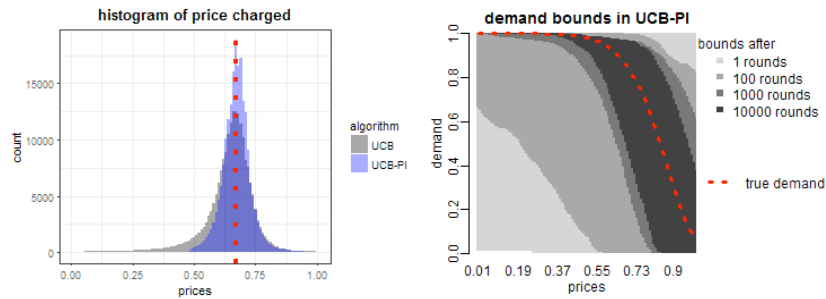 histogram of price charged
count
15000
10000
5000
0
0.00 0.25 0.50 0.75 1.00
prices
algorithm
UCB
UCB-PI
demand bounds in UCB-PI
demand
1.0
0.8
0.6
0.4
0.2
0.0
0.01 0.19 0.37 0.55 0.73 0.9
prices
bounds after
1 rounds
100 rounds
1000 rounds
10000 rounds
true demand